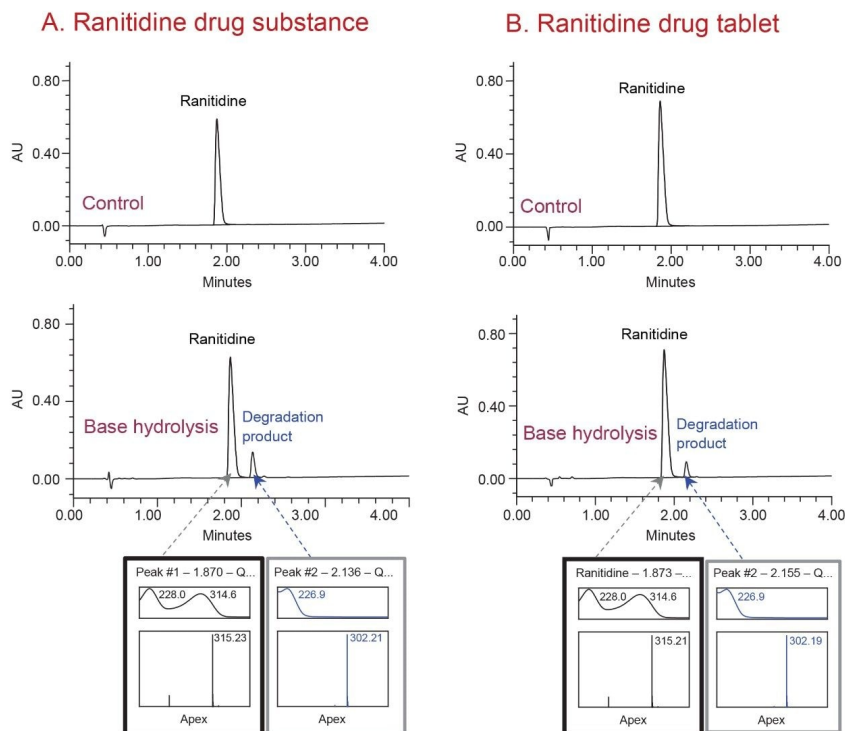 A. Ranitidine drug substance
0.80
0.40
0.00
AU
Ranitidine
Control
0.00 1.00 2.00 3.00 4.00
Minutes
0.80
0.40
0.00
AU
Ranitidine
Base hydrolysis
Degradation
product
0.00 1.00 2.00 3.00 4.00
Minutes
Peak #1 – 1.870 – Q...
228.0 314.6
315.23
Apex
Peak #2 – 2.136 – Q...
226.9
302.21
Apex
B. Ranitidine drug tablet
0.80
0.40
0.00
AU
Ranitidine
Control
0.00 1.00 2.00 3.00 4.00
Minutes
0.80
0.40
0.00
AU
Ranitidine
Base hydrolysis
Degradation
product
0.00 1.00 2.00 3.00 4.00
Minutes
Ranitidine – 1.873 –...
228.0 314.6
315.21
Apex
Peak #2 – 2.155 – Q...
226.9
302.19
Apex